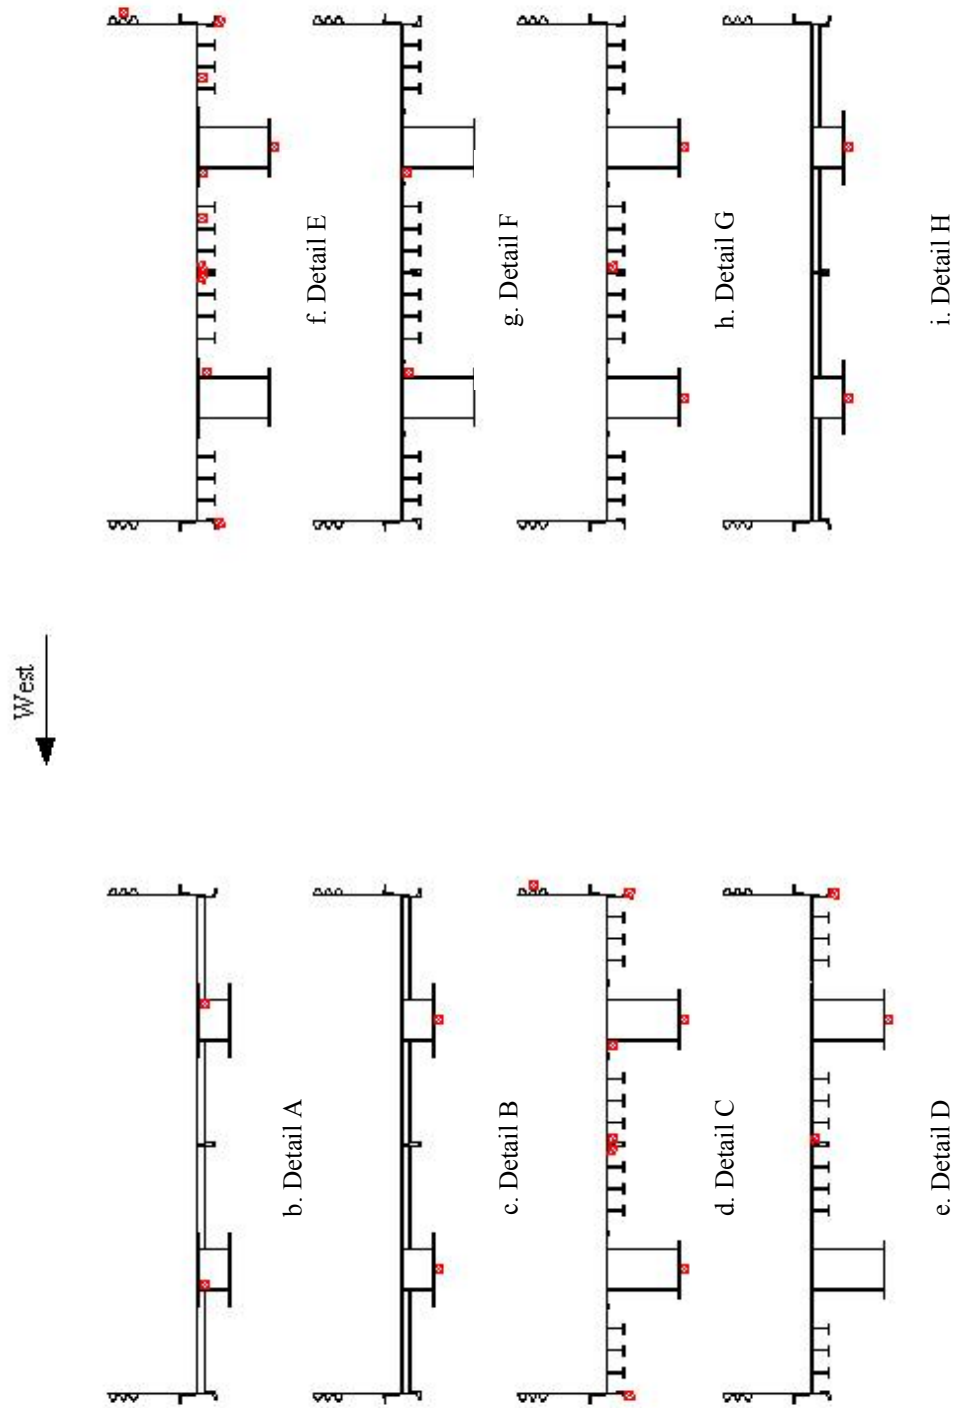 West
b. Detail A
f. Detail E
c. Detail B
g. Detail F
d. Detail C
h. Detail G
e. Detail D
i. Detail H